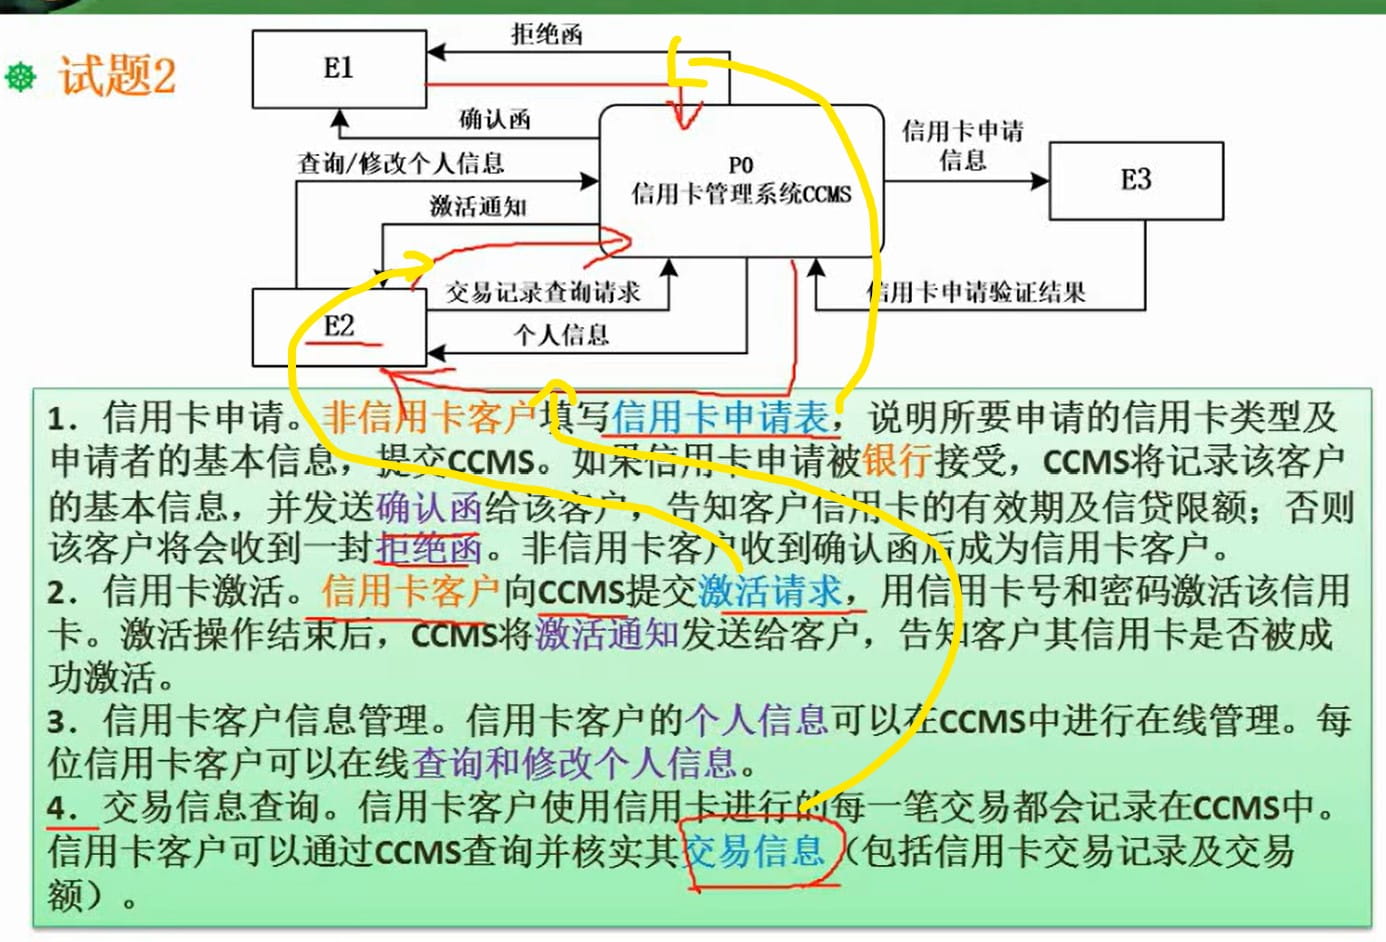 试题2
拒绝函
E1
确认函
查询/修改个人信息
激活通知
P0
信用卡管理系统CCMS
信用卡申请
信息
E3
E2
交易记录查询请求
信用卡申请验证结果
个人信息
1. 信用卡申请。非信用卡客户填写信用卡申请表，说明所要申请的信用卡类型及
申请者的基本信息，提交CCMS。如果信用卡申请被银行接受，CCMS将记录该客户
的基本信息，并发送确认函给该客户，告知客户信用卡的有效期及信贷限额；否则
该客户将会收到一封拒绝函。非信用卡客户收到确认函后成为信用卡客户。
2. 信用卡激活。信用卡客户向CCMS提交激活请求，用信用卡号和密码激活该信用
卡。激活操作结束后，CCMS将激活通知发送给客户，告知客户其信用卡是否被成
功激活。
3. 信用卡客户信息管理。信用卡客户的个人信息可以在CCMS中进行在线管理。每
位信用卡客户可以在线查询和修改个人信息。
4. 交易信息查询。信用卡客户使用信用卡进行的每一笔交易都会记录在CCMS中。
信用卡客户可以通过CCMS查询并核实其交易信息（包括信用卡交易记录及交易
额）。